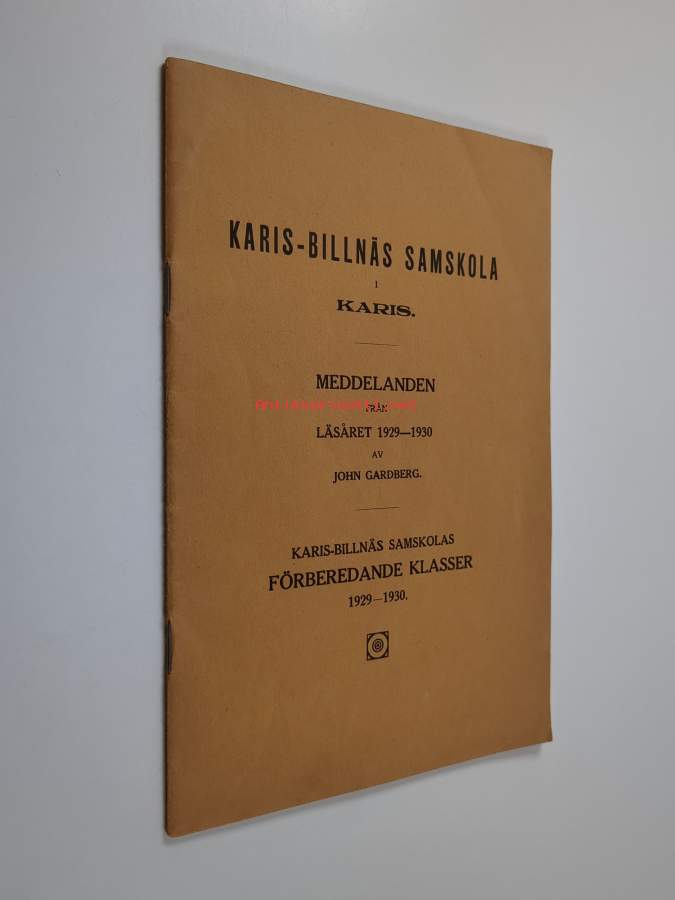 KARIS-BILLNÄS SAMSKOLA
I
KARIS.
MEDDELANDEN
FRÅN
LÄSÅRET 1929—1930
AV
JOHN GARDBERG.
KARIS-BILLNÄS SAMSKOLAS
FÖRBEREDANDE KLASSER
1929—1930.